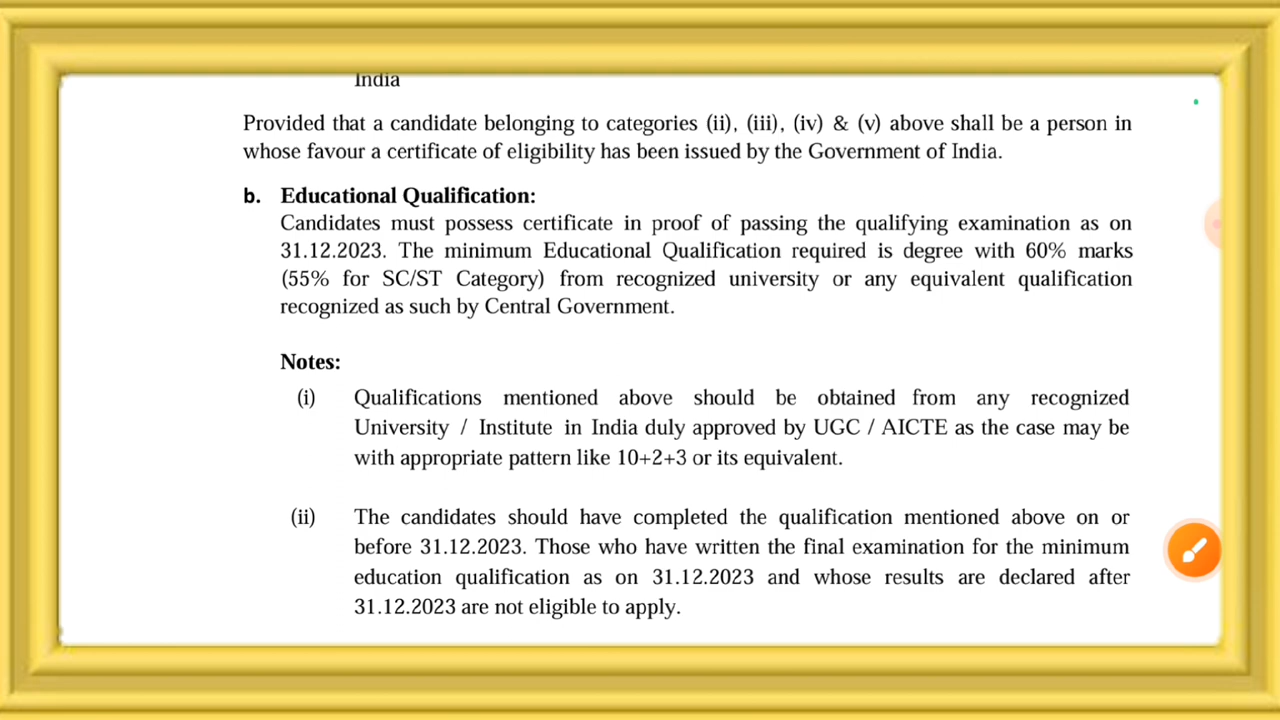 India
Provided that a candidate belonging to categories (ii), (iii), (iv) & (v) above shall be a person in
whose favour a certificate of eligibility has been issued by the Government of India.
b. Educational Qualification:
Candidates must possess certificate in proof of passing the qualifying examination as on
31.12.2023. The minimum Educational Qualification required is degree with 60% marks
(55% for SC/ST Category) from recognized university or any equivalent qualification
recognized as such by Central Government.
Notes:
(i) Qualifications mentioned above should be obtained from any recognized
University / Institute in India duly approved by UGC / AICTE as the case may be
with appropriate pattern like 10+2+3 or its equivalent.
(ii) The candidates should have completed the qualification mentioned above on or
before 31.12.2023. Those who have written the final examination for the minimum
education qualification as on 31.12.2023 and whose results are declared after
31.12.2023 are not eligible to apply.